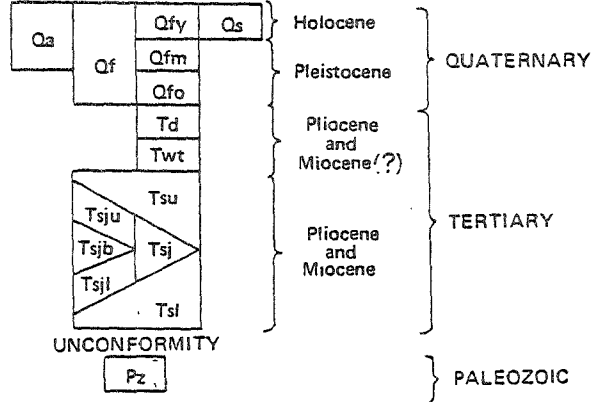 Qa
Qf
Qfy
Qs
Holocene
Qfm
Qfo
Pleistocene
QUATERNARY
Td
Twt
Pliocene
and
Miocene(?)
Tsu
Tsju
Tsjb
Tsj
Tsjl
Tsl
Pliocene
and
Miocene
TERTIARY
UNCONFORMITY
Pz
PALEOZOIC